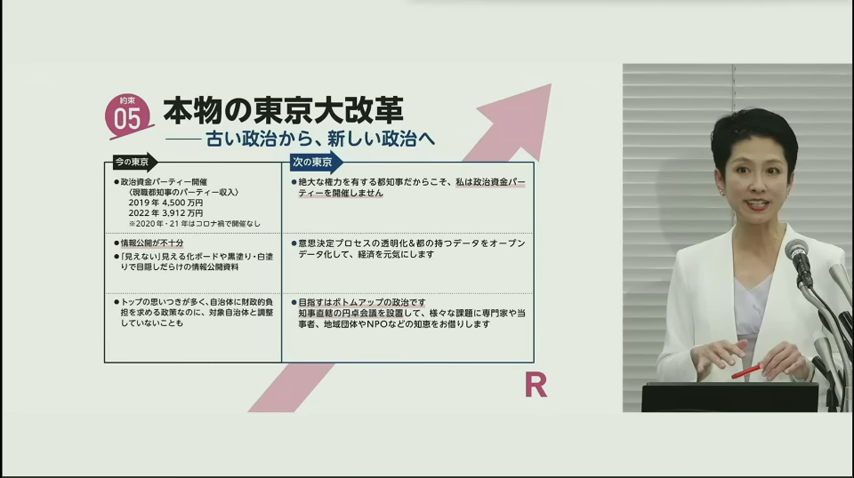 約束
05
本物の東京大改革
古い政治から、新しい政治へ
今の東京
●政治資金パーティー開催
〈現職都知事のパーティー収入〉
2019年 4,500万円
2022年 3,912万円
※2020年・21年はコロナ禍で開催なし
●情報公開が不十分
●「見えない」見える化ボードや黒塗り・白塗
りで目隠しだらけの情報公開資料
●トップの思いつきが多く、自治体に財政的負
担を求める政策なのに、対象自治体と調整
していないことも
次の東京
●絶大な権力を有する都知事だからこそ、私は政治資金パー
ティーを開催しません
●意思決定プロセスの透明化&都の持つデータをオープン
データ化して、経済を元気にします
●目指すはボトムアップの政治です
知事直轄の円卓会議を設置して、様々な課題に専門家や当
事者、地域団体やNPOなどの知恵をお借りします
R